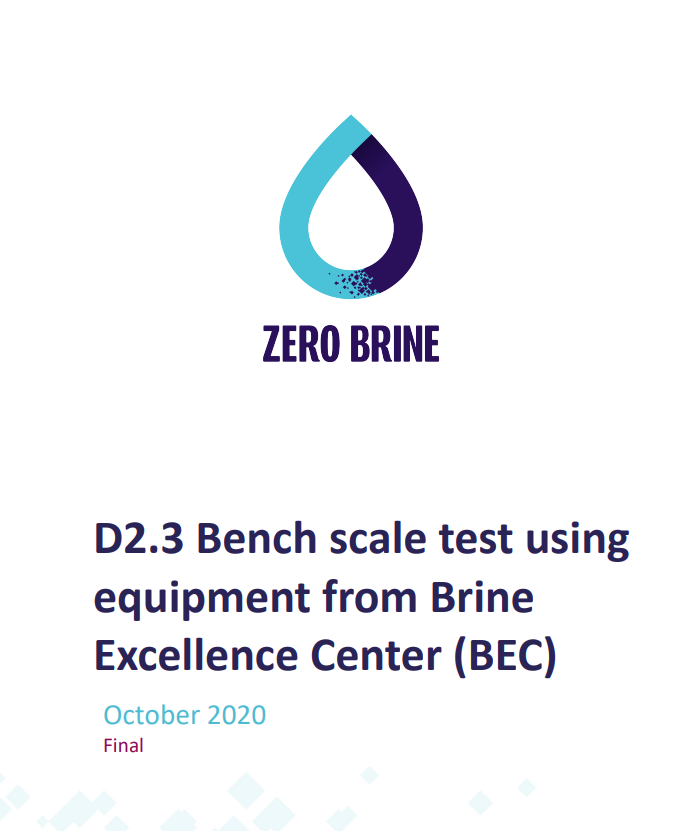 ZERO BRINE
D2.3 Bench scale test using
equipment from Brine
Excellence Center (BEC)
October 2020
Final